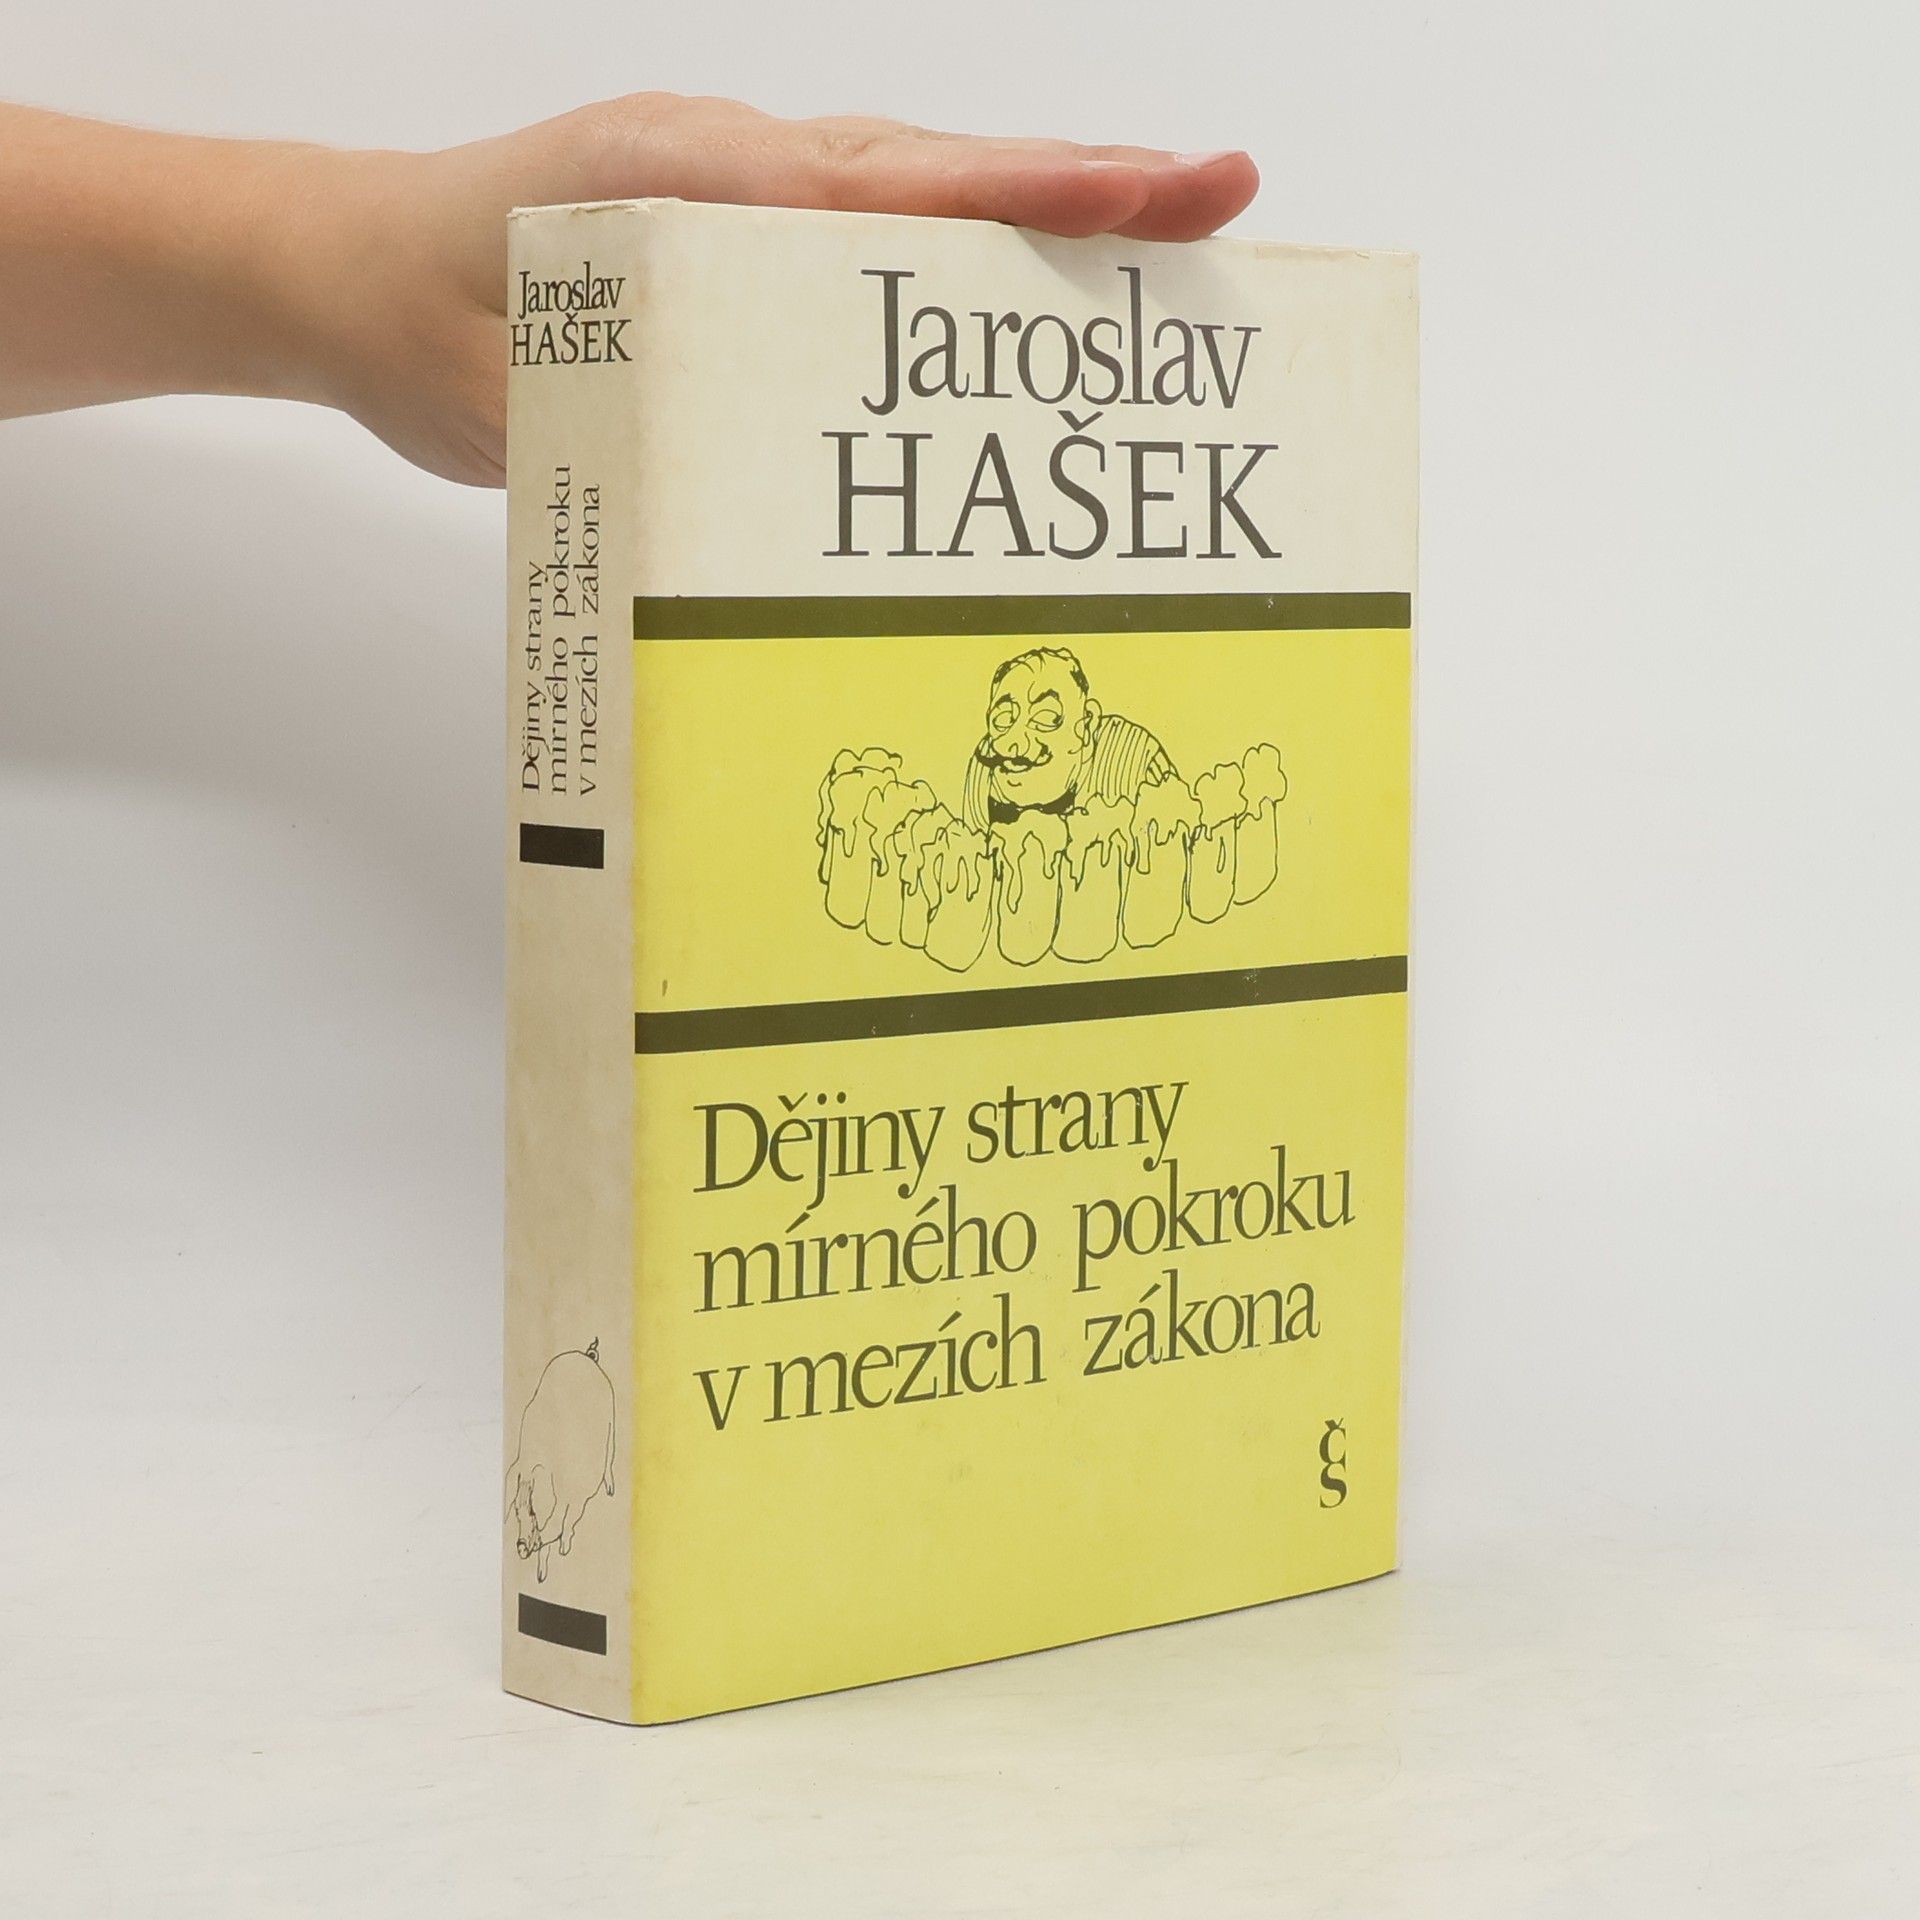 Jaroslav
HAŠEK
Dějiny strany
mírného pokroku
v mezích zákona
Jaroslav
HAŠEK
Dějiny strany
mírného pokroku
v mezích zákona
čs